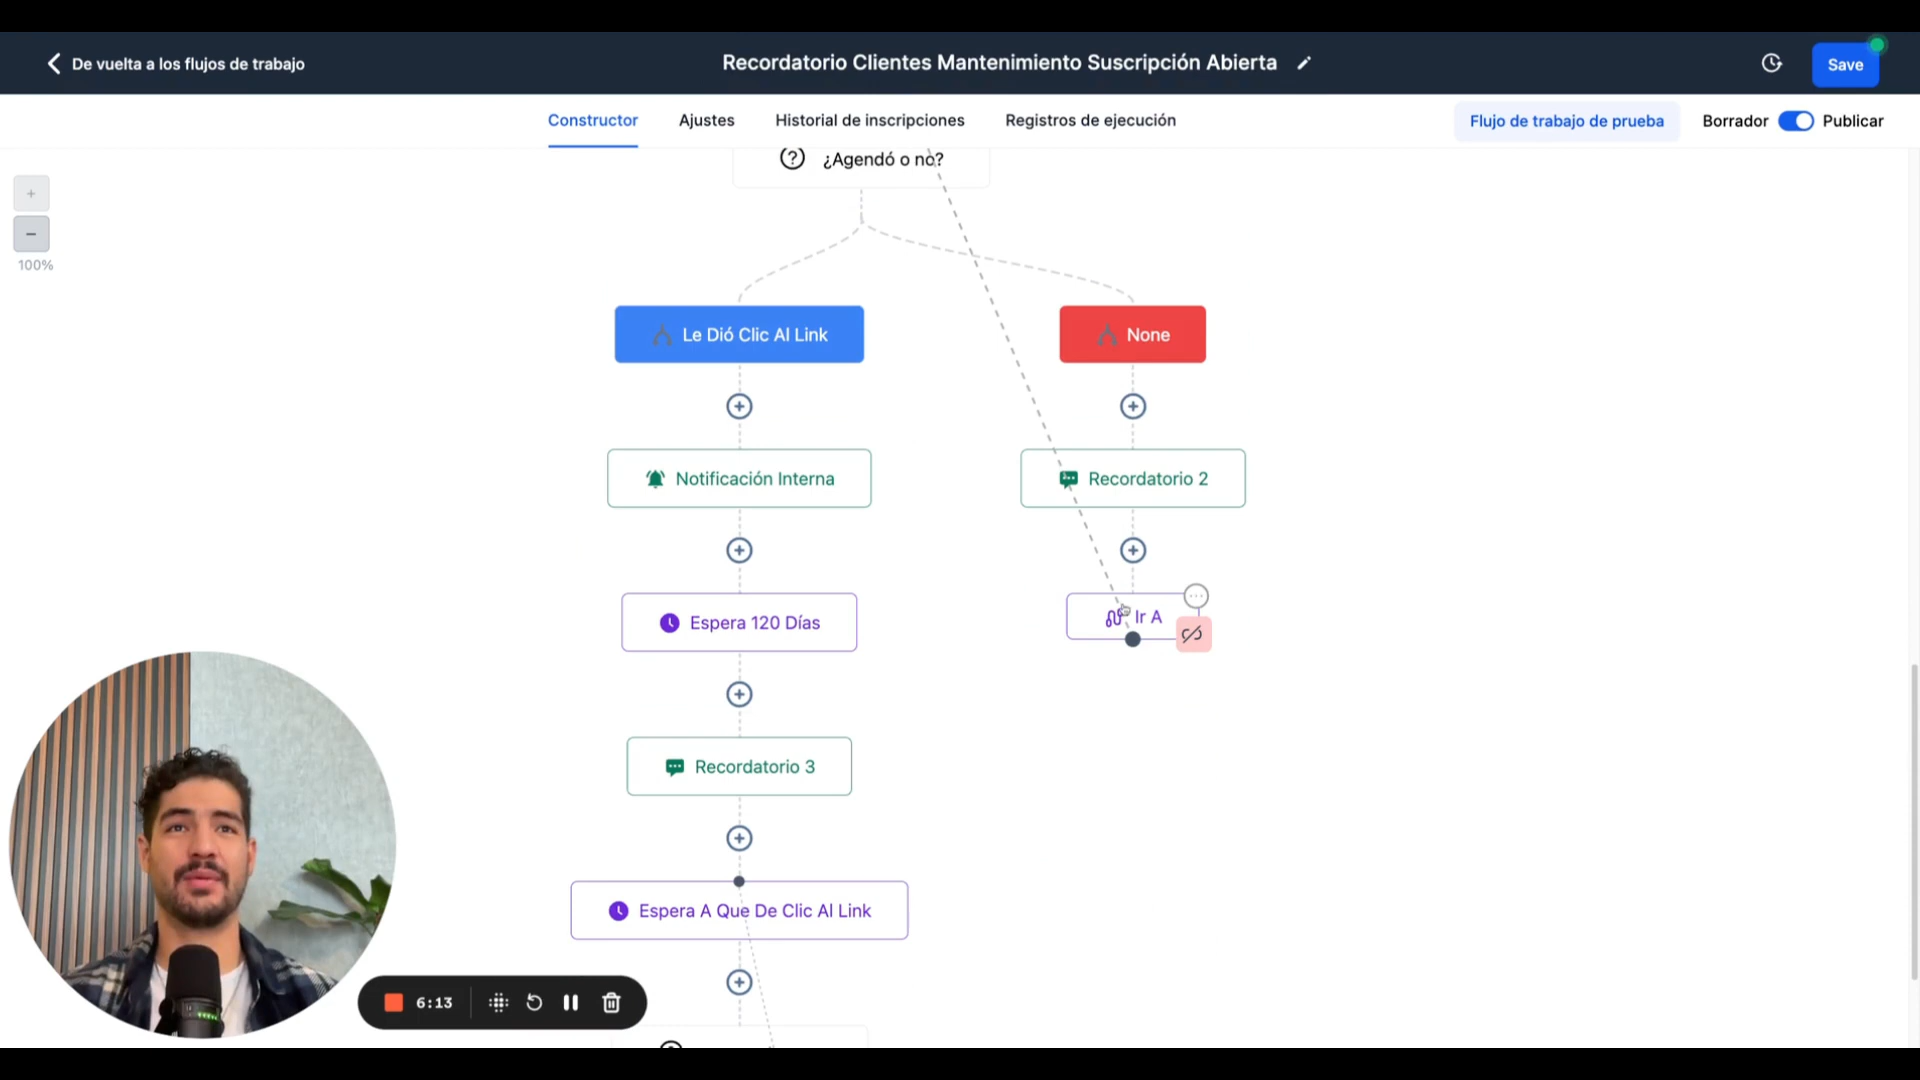 De vuelta a los flujos de trabajo
Recordatorio Clientes Mantenimiento Suscripción Abierta
Save
Constructor
Ajustes
Historial de inscripciones
Registros de ejecución
Flujo de trabajo de prueba
Borrador
Publicar
¿Agendó o no?
100%
Le Dió Clic Al Link
None
Notificación Interna
Recordatorio 2
Espera 120 Días
Ir A
Recordatorio 3
Espera A Que De Clic Al Link
6:13